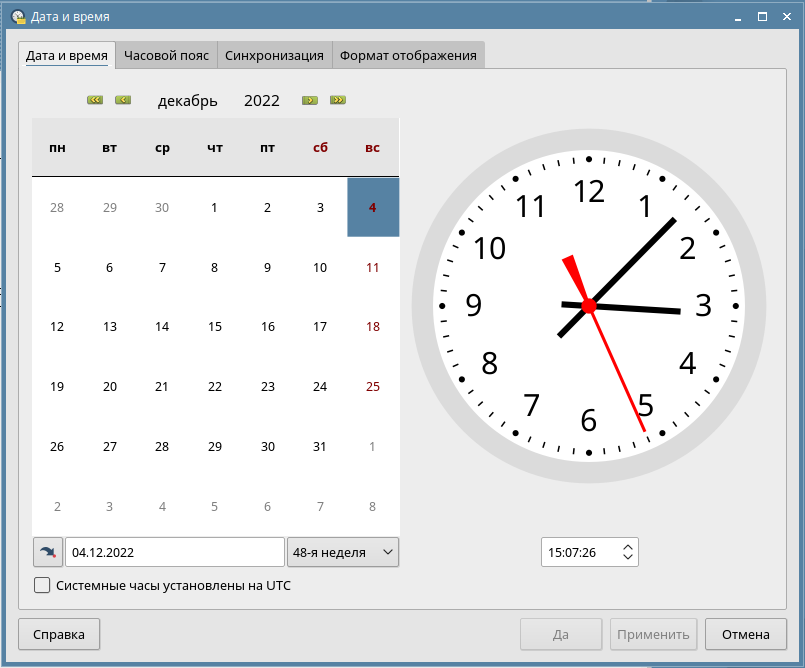 Дата и время
Дата и время Часовой пояс Синхронизация Формат отображения
декабрь 2022
пн вт ср чт пт сб вс
28 29 30 1 2 3 4
5 6 7 8 9 10 11
12 13 14 15 16 17 18
19 20 21 22 23 24 25
26 27 28 29 30 31 1
2 3 4 5 6 7 8
12
11 1
10 2
9 3
8 4
7 5
6
04.12.2022 48-я неделя 15:07:26
Системные часы установлены на UTC
Справка Да Применить Отмена